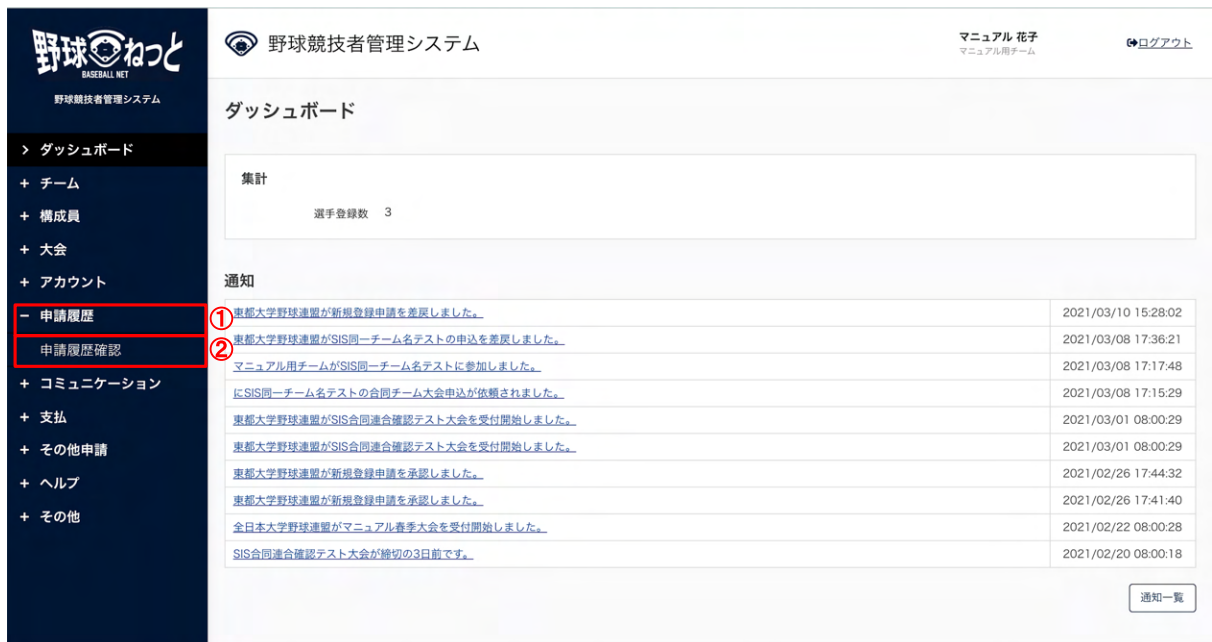 野球ねっと
BASEBALL NET
野球競技者管理システム
> ダッシュボード
+ チーム
+ 構成員
+ 大会
+ アカウント
− 申請履歴
申請履歴確認
+ コミュニケーション
+ 支払
+ その他申請
+ ヘルプ
+ その他
野球競技者管理システム
マニュアル 花子
マニュアル用チーム
ログアウト
ダッシュボード
集計
選手登録数 3
通知
① 東都大学野球連盟が新規登録申請を差戻しました。 2021/03/10 15:28:02
② 東都大学野球連盟がSIS同一チーム名テストの申込を差戻しました。 2021/03/08 17:36:21
マニュアル用チームがSIS同一チーム名テストに参加しました。 2021/03/08 17:17:48
にSIS同一チーム名テストの合同チーム大会申込が依頼されました。 2021/03/08 17:15:29
東都大学野球連盟がSIS合同連合確認テスト大会を受付開始しました。 2021/03/01 08:00:29
東都大学野球連盟がSIS合同連合確認テスト大会を受付開始しました。 2021/03/01 08:00:29
東都大学野球連盟が新規登録申請を承認しました。 2021/02/26 17:44:32
東都大学野球連盟が新規登録申請を承認しました。 2021/02/26 17:41:40
全日本大学野球連盟がマニュアル春季大会を受付開始しました。 2021/02/22 08:00:28
SIS合同連合確認テスト大会が締切の3日前です。 2021/02/20 08:00:18
通知一覧